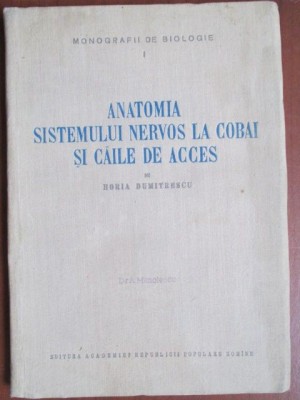 MONOGRAFII DE BIOLOGIE
I
ANATOMIA
SISTEMULUI NERVOS LA COBAI
ȘI CĂILE DE ACCES
DE
HORIA DUMITRESCU
EDITURA ACADEMIEI REPUBLICII POPULARE ROMÎNE